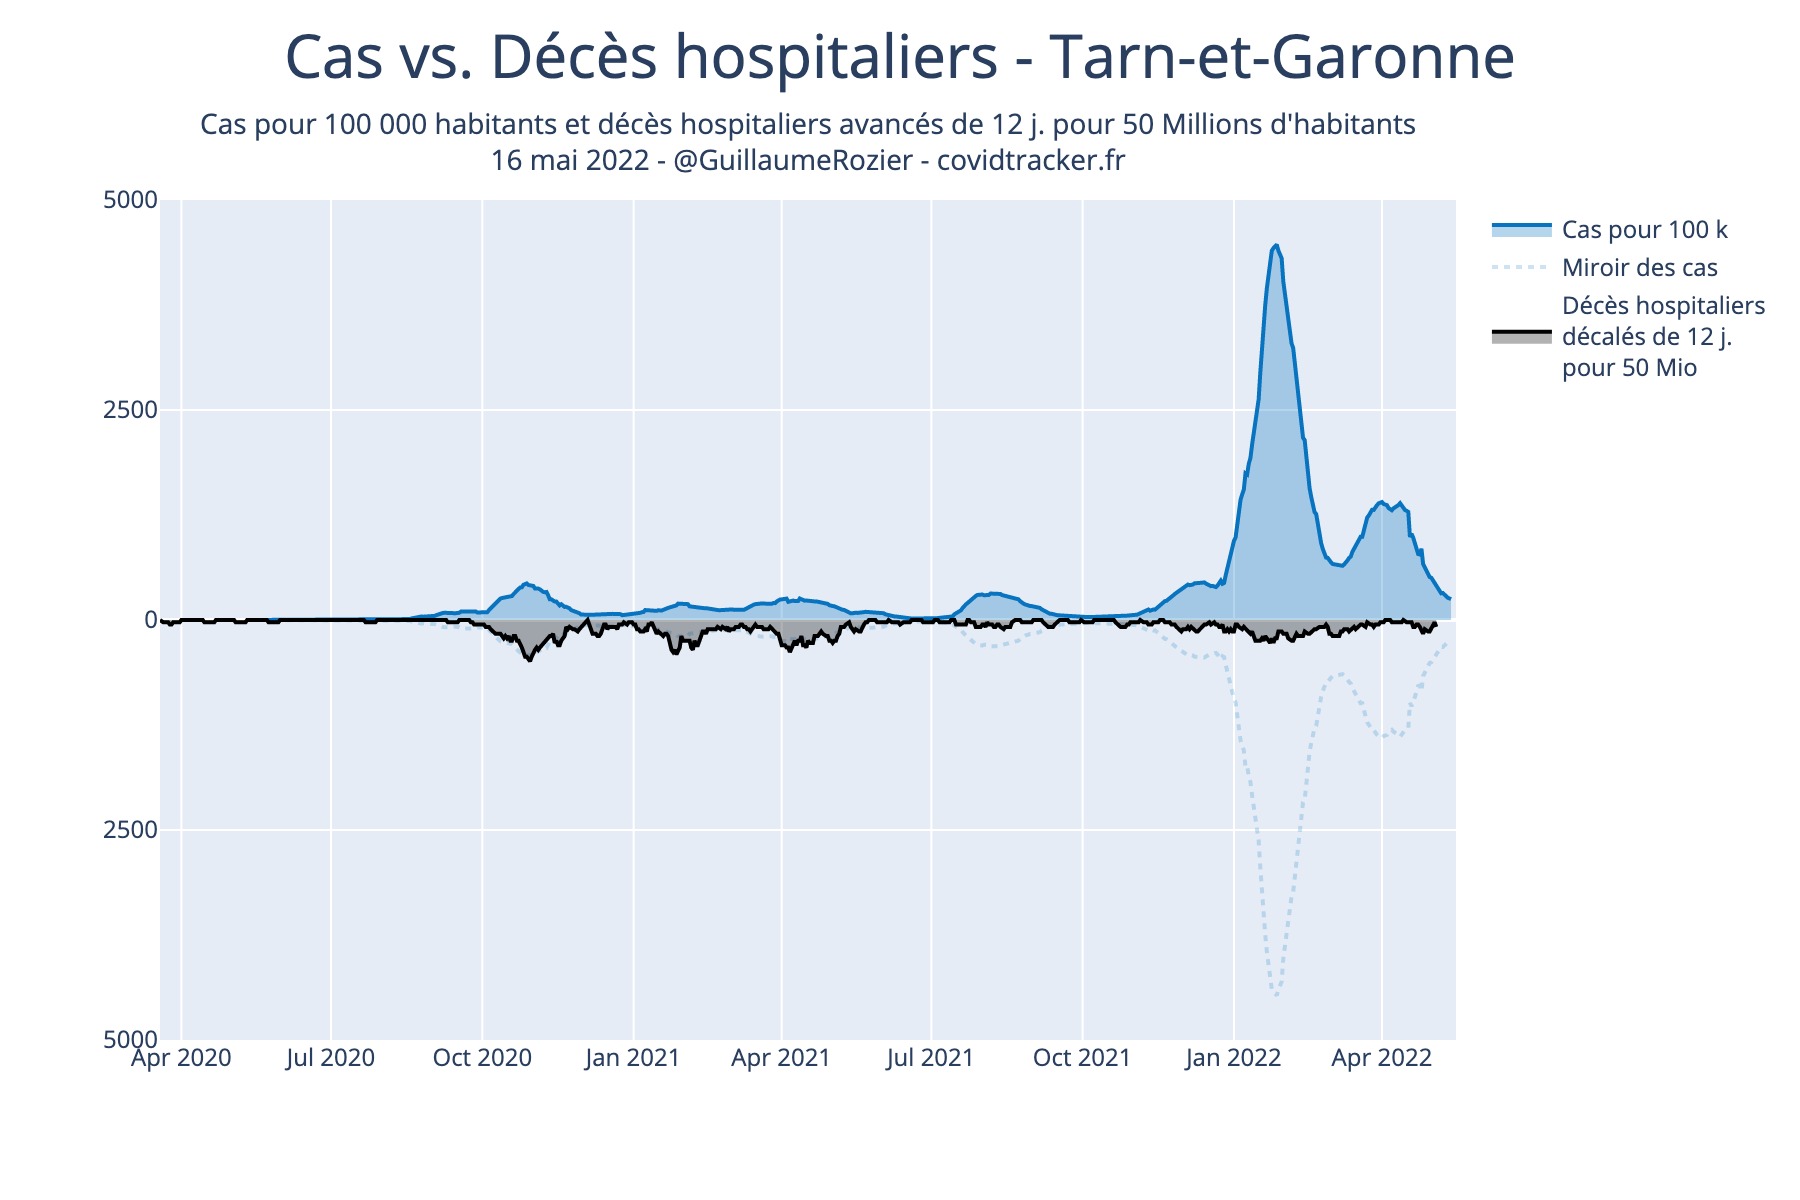 Cas vs. Décès hospitaliers - Tarn-et-Garonne
Cas pour 100 000 habitants et décès hospitaliers avancés de 12 j. pour 50 Millions d'habitants
16 mai 2022 - @GuillaumeRozier - covidtracker.fr
5000
2500
0
2500
5000
Apr 2020
Jul 2020
Oct 2020
Jan 2021
Apr 2021
Jul 2021
Oct 2021
Jan 2022
Apr 2022
Cas pour 100 k
Miroir des cas
Décès hospitaliers
décalés de 12 j.
pour 50 Mio